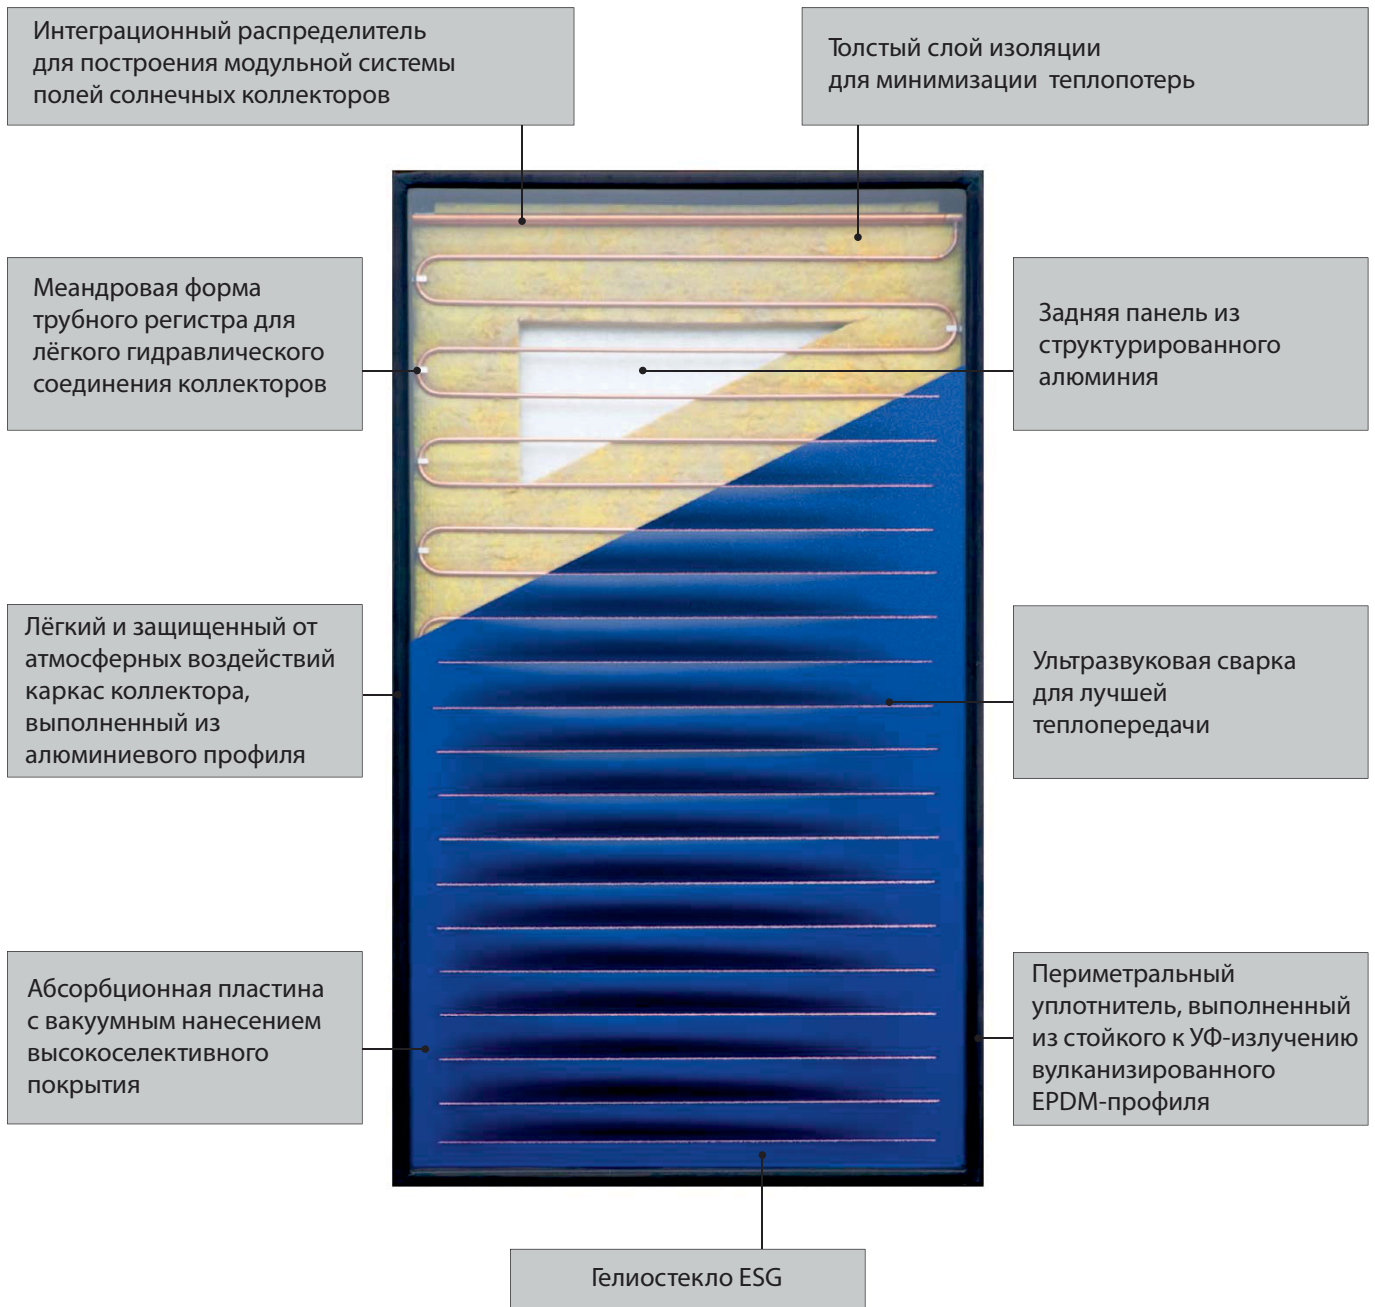 Интеграционный распределитель
для построения модульной системы
полей солнечных коллекторов
Толстый слой изоляции
для минимизации теплопотерь
Меандровая форма
трубного регистра для
лёгкого гидравлического
соединения коллекторов
Задняя панель из
структурированного
алюминия
Лёгкий и защищенный от
атмосферных воздействий
каркас коллектора,
выполненный из
алюминиевого профиля
Ультразвуковая сварка
для лучшей
теплопередачи
Абсорбционная пластина
с вакуумным нанесением
высокоселективного
покрытия
Периметральный
уплотнитель, выполненный
из стойкого к УФ-излучению
вулканизированного
EPDM-профиля
Гелиостекло ESG